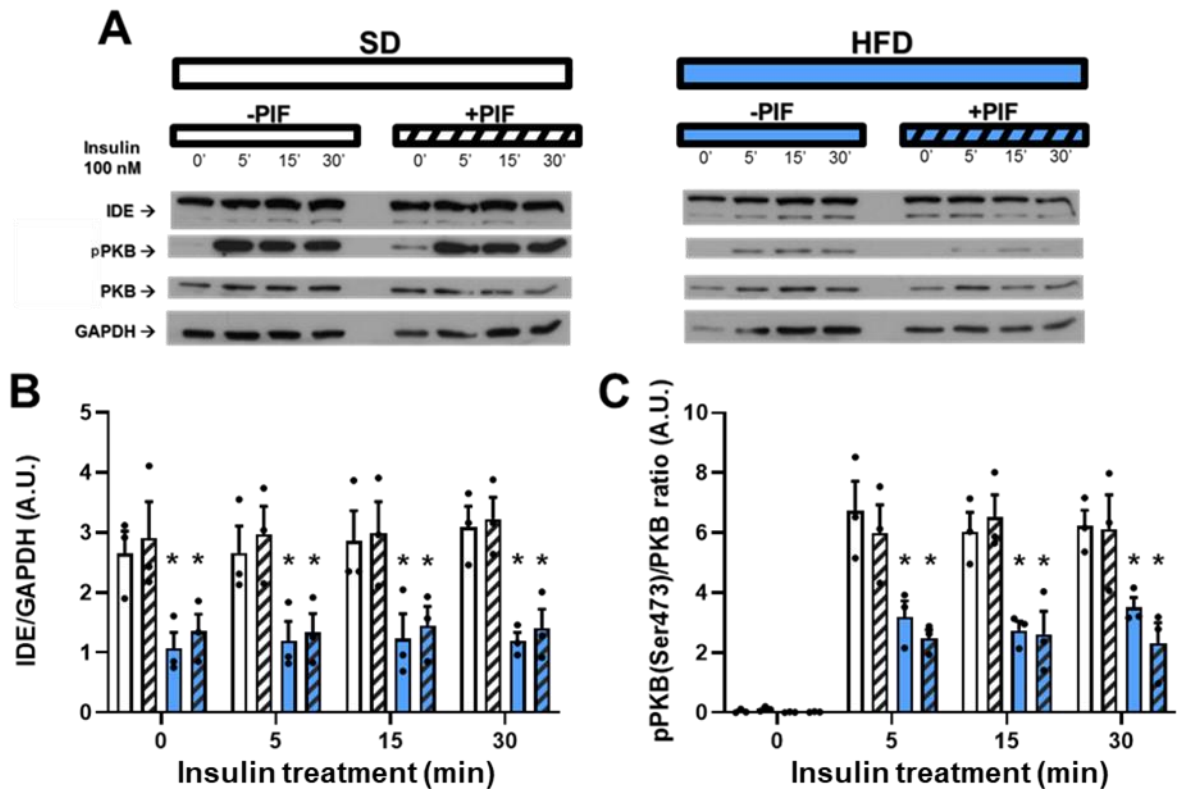 A
SD
HFD
-PIF
+PIF
-PIF
+PIF
Insulin
100 nM
0' 5' 15' 30'
0' 5' 15' 30'
0' 5' 15' 30'
0' 5' 15' 30'
IDE →
pPKB →
PKB →
GAPDH →
B
IDE/GAPDH (A.U.)
5
4
3
2
1
0
* * * * * * * *
0 5 15 30
Insulin treatment (min)
C
pPKB(Ser473)/PKB ratio (A.U.)
10
8
6
4
2
0
* * * * * *
0 5 15 30
Insulin treatment (min)